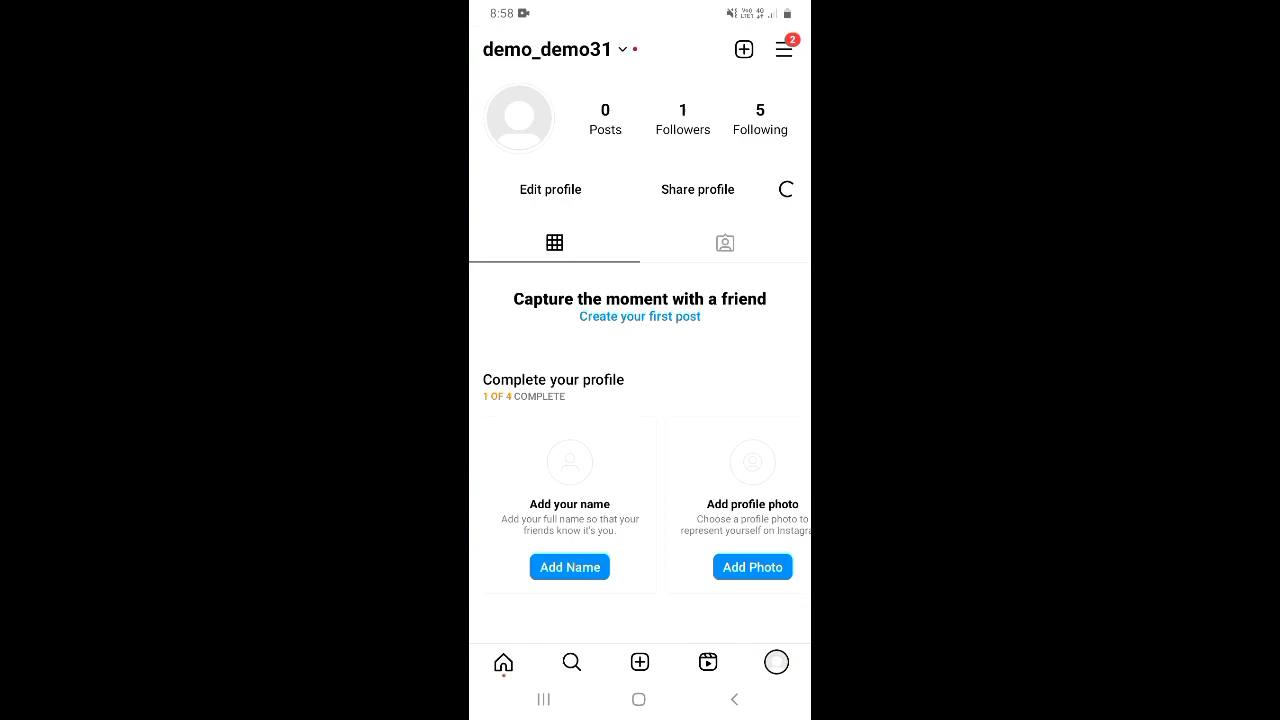 8:58
demo_demo31
2
0
Posts
1
Followers
5
Following
Edit profile
Share profile
Capture the moment with a friend
Create your first post
Complete your profile
1 OF 4 COMPLETE
Add your name
Add your full name so that your
friends know it's you.
Add Name
Add profile photo
Choose a profile photo to
represent yourself on Instagra
Add Photo